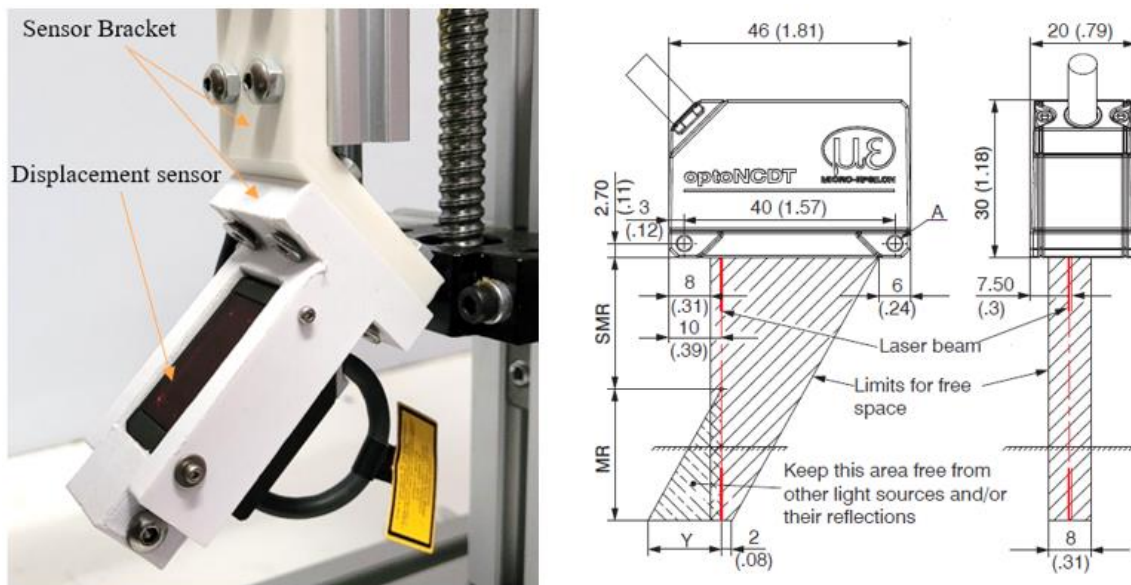 Sensor Bracket
Displacement sensor
46 (1.81)
20 (.79)
optoNCDT
με
MICRO-EPSILON
30 (1.18)
2.70
(.11)
3
(.12)
40 (1.57)
A
8
(.31)
6
(.24)
7.50
(.3)
10
(.39)
SMR
Laser beam
Limits for free
space
MR
Keep this area free from
other light sources and/or
their reflections
Y
2
(.08)
8
(.31)